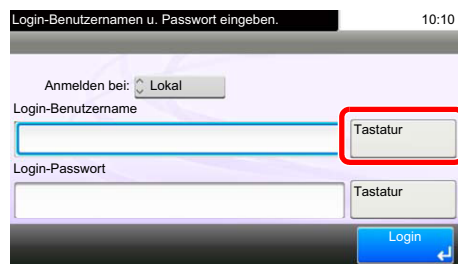 Login-Benutzernamen u. Passwort eingeben. 10:10
Anmelden bei: Lokal
Login-Benutzername
Tastatur
Login-Passwort
Tastatur
Login